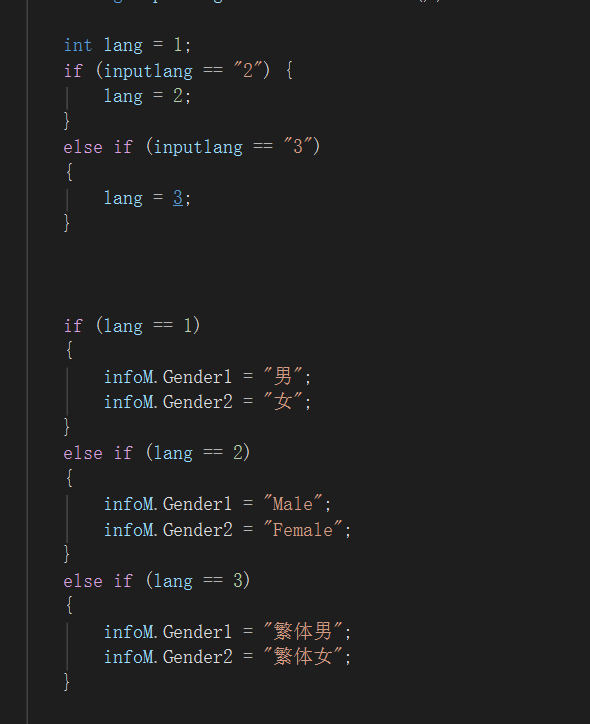 int lang = 1;
if (inputlang == "2") {
lang = 2;
}
else if (inputlang == "3")
{
lang = 3;
}
if (lang == 1)
{
infoM.Gender1 = "男";
infoM.Gender2 = "女";
}
else if (lang == 2)
{
infoM.Gender1 = "Male";
infoM.Gender2 = "Female";
}
else if (lang == 3)
{
infoM.Gender1 = "繁体男";
infoM.Gender2 = "繁体女";
}